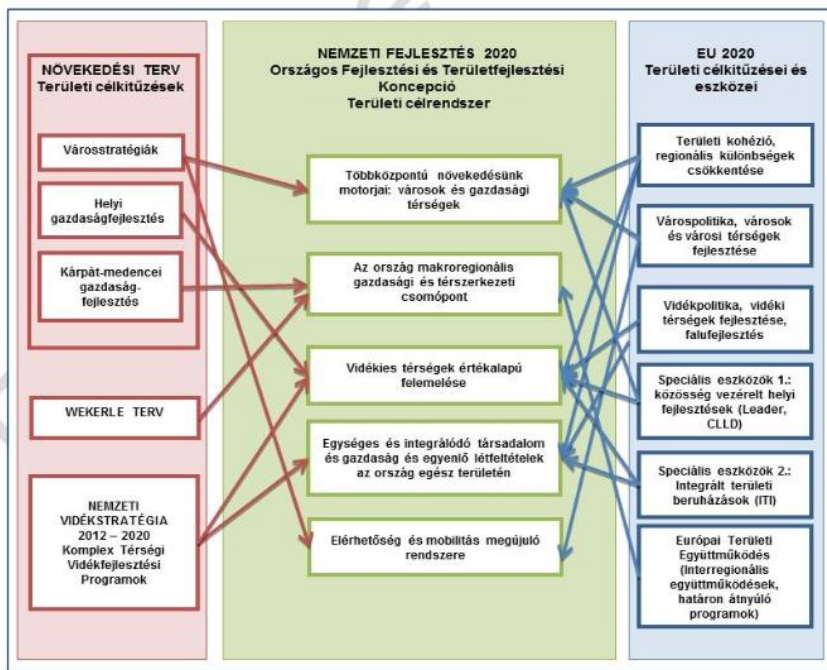 NÖVEKEDÉSI TERV
Területi célkitűzések
Városstratégiák
Helyi
gazdaságfejlesztés
Kárpát-medencei
gazdaság-
fejlesztés
WEKERLE TERV
NEMZETI
VIDÉKSTRATÉGIA
2012 – 2020
Komplex Térségi
Vidékfejlesztési
Programok
NEMZETI FEJLESZTÉS 2020
Országos Fejlesztési és Területfejlesztési
Koncepció
Területi célrendszer
Többközpontú növekedésünk
motorjai: városok és gazdasági
térségek
Az ország makroregionális
gazdasági és térszerkezeti
csomópont
Vidékies térségek értékalapú
felemelése
Egységes és integrálódó társadalom
és gazdaság és egyenlő létfeltételek
az ország egész területén
Elérhetőség és mobilitás megújuló
rendszere
EU 2020
Területi célkitűzései és
eszközei
Területi kohézió,
regionális különbségek
csökkentése
Várospolitika, városok
és városi térségek
fejlesztése
Vidékpolitika, vidéki
térségek fejlesztése,
falufejlesztés
Speciális eszközök 1.:
közösség vezérelt helyi
fejlesztések (Leader,
CLLD)
Speciális eszközök 2.:
Integrált területi
beruházások (ITI)
Európai Területi
Együttműködés
(Interregionális
együttműködések,
határon átnyúló
programok)